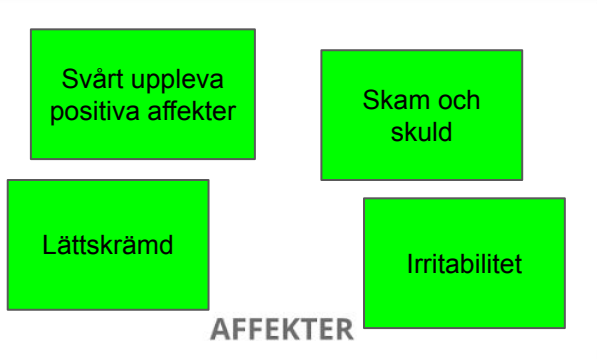 Svårt uppleva
positiva affekter
Skam och
skuld
Lättskrämd
Irritabilitet
AFFEKTER